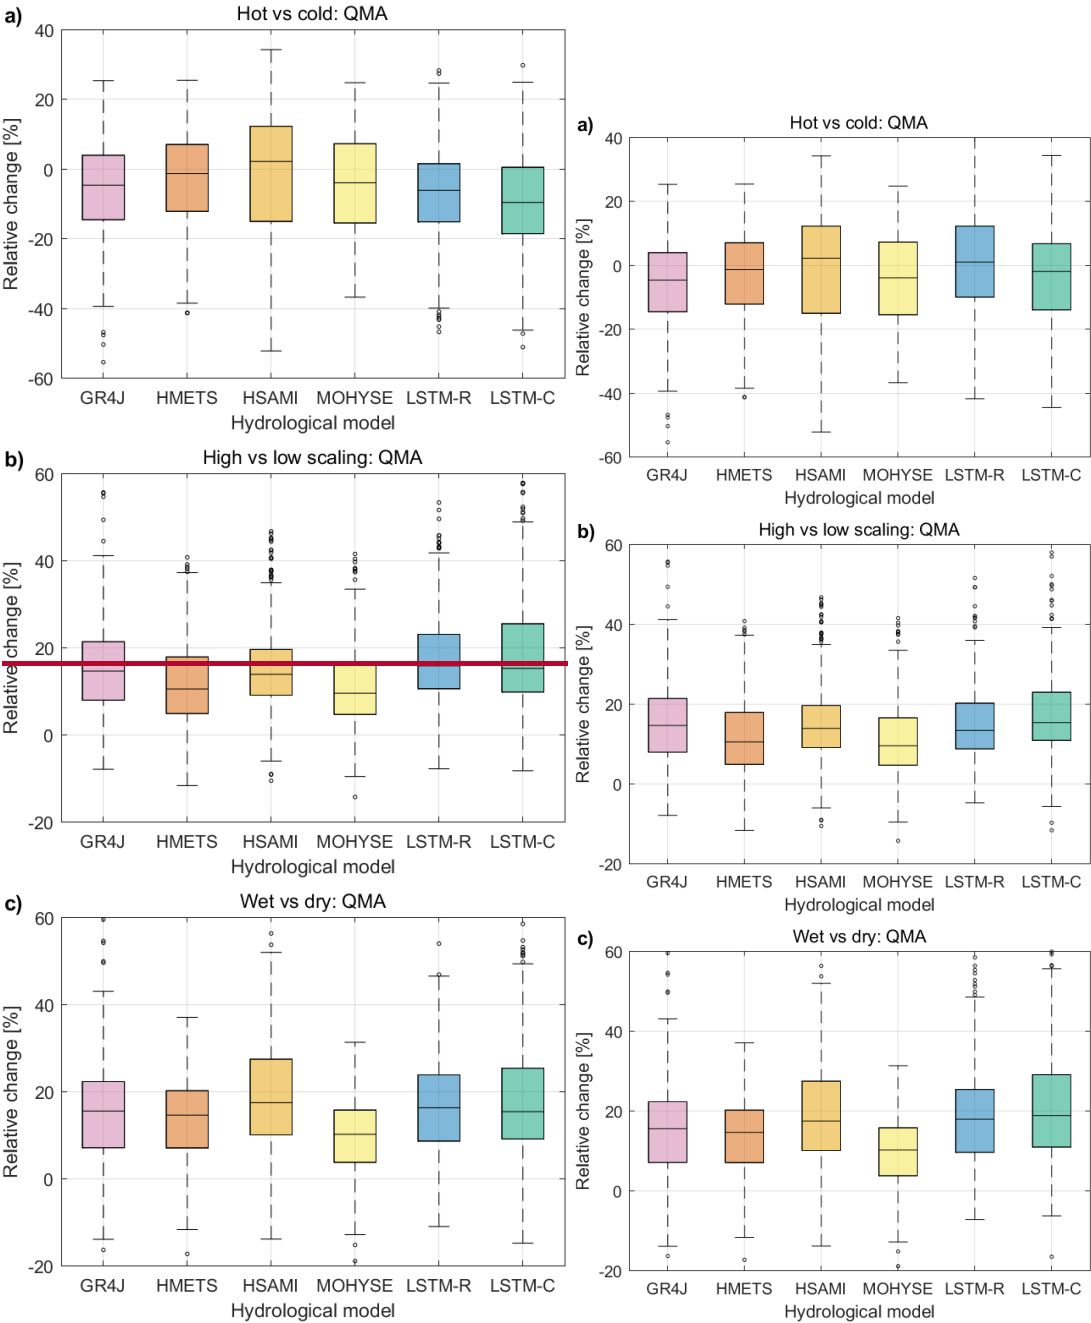 a)
Hot vs cold: QMA
40
20
0
-20
-40
-60
Relative change [%]
GR4J HMETS HSAMI MOHYSE LSTM-R LSTM-C
Hydrological model
b)
High vs low scaling: QMA
60
40
20
0
-20
Relative change [%]
GR4J HMETS HSAMI MOHYSE LSTM-R LSTM-C
Hydrological model
c)
Wet vs dry: QMA
60
40
20
0
-20
Relative change [%]
GR4J HMETS HSAMI MOHYSE LSTM-R LSTM-C
Hydrological model
a)
Hot vs cold: QMA
40
20
0
-20
-40
-60
Relative change [%]
GR4J HMETS HSAMI MOHYSE LSTM-R LSTM-C
Hydrological model
b)
High vs low scaling: QMA
60
40
20
0
-20
Relative change [%]
GR4J HMETS HSAMI MOHYSE LSTM-R LSTM-C
Hydrological model
c)
Wet vs dry: QMA
60
40
20
0
-20
Relative change [%]
GR4J HMETS HSAMI MOHYSE LSTM-R LSTM-C
Hydrological model